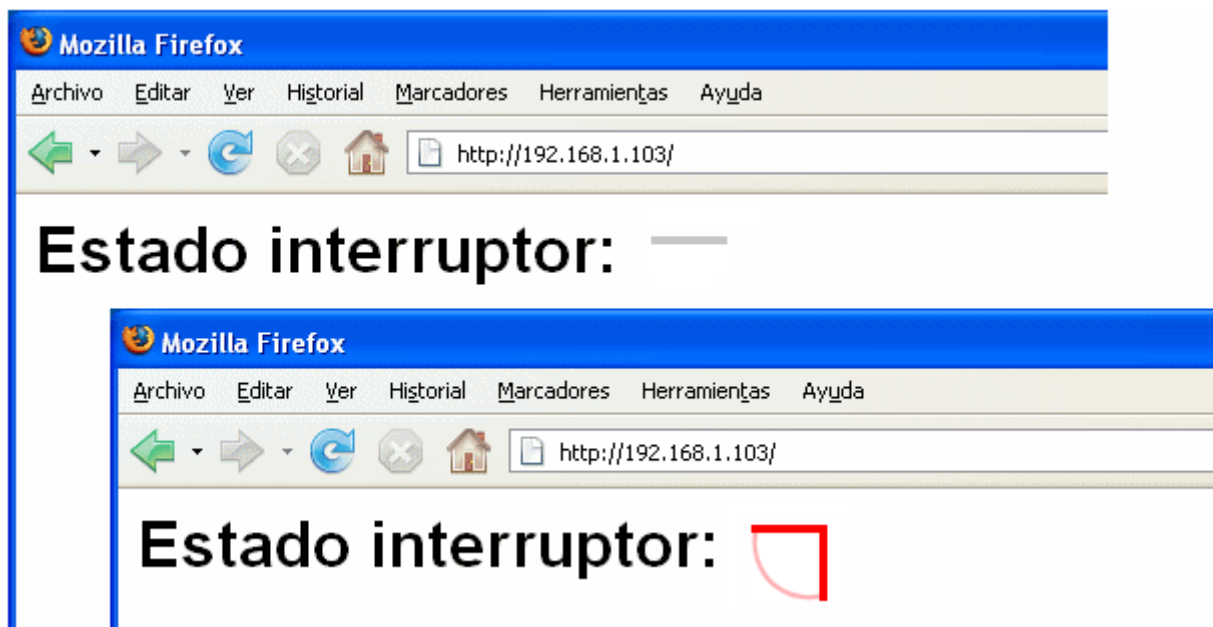 Mozilla Firefox
Archivo Editar Ver Historial Marcadores Herramientas Ayuda
http://192.168.1.103/
Estado interruptor:
Mozilla Firefox
Archivo Editar Ver Historial Marcadores Herramientas Ayuda
http://192.168.1.103/
Estado interruptor: